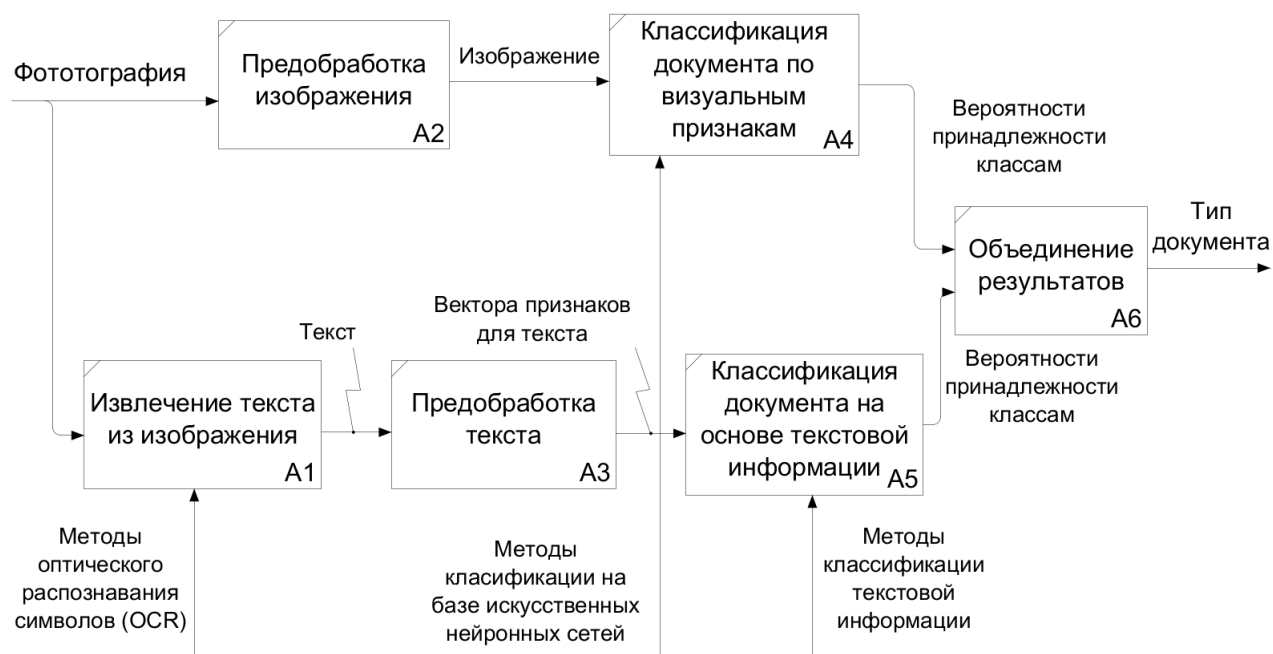 Фототография
Предобработка
изображения
A2
Изображение
Классификация
документа по
визуальным
признакам
A4
Вероятности
принадлежности
классам
Объединение
результатов
A6
Тип
документа
Текст
Вектора признаков
для текста
Извлечение текста
из изображения
A1
Предобработка
текста
A3
Классификация
документа на
основе текстовой
информации
A5
Вероятности
принадлежности
классам
Методы
оптического
распознавания
символов (OCR)
Методы
класификации на
базе искусственных
нейронных сетей
Методы
классификации
текстовой
информации